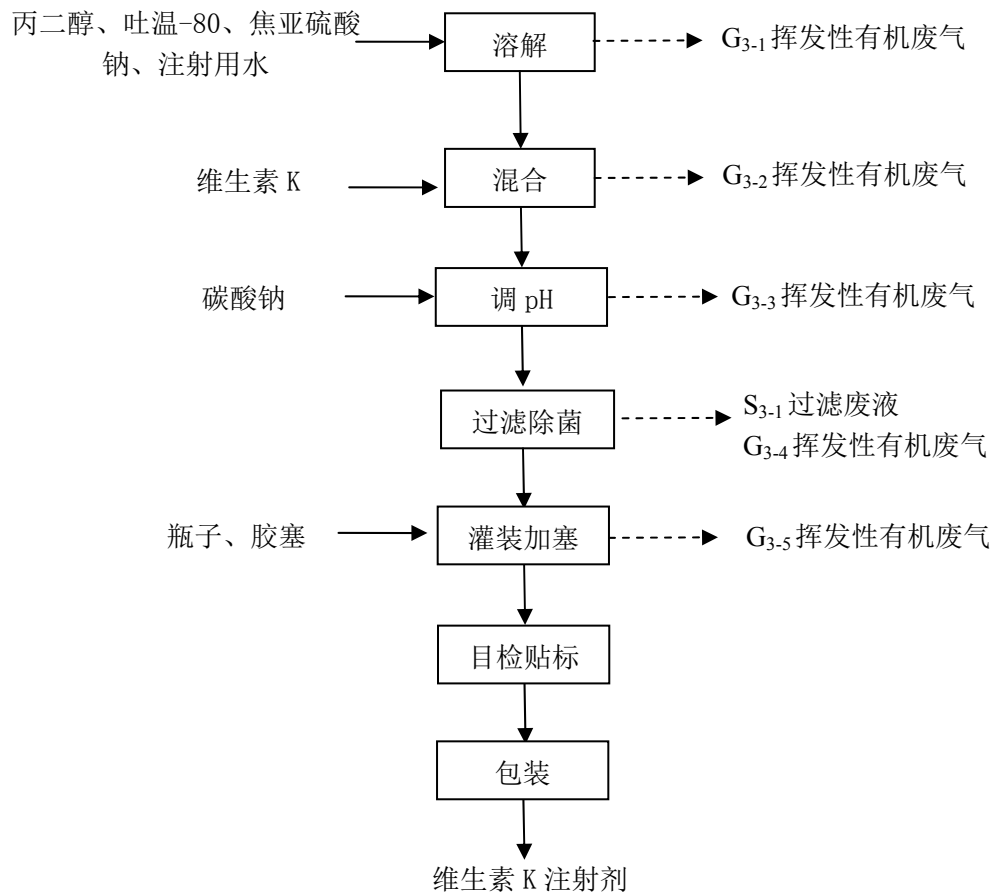 丙二醇、吐温-80、焦亚硫酸
钠、注射用水
溶解
G3-1挥发性有机废气
维生素 K
混合
G3-2挥发性有机废气
碳酸钠
调 pH
G3-3挥发性有机废气
过滤除菌
S3-1过滤废液
G3-4挥发性有机废气
瓶子、胶塞
灌装加塞
G3-5挥发性有机废气
目检贴标
包装
维生素 K 注射剂